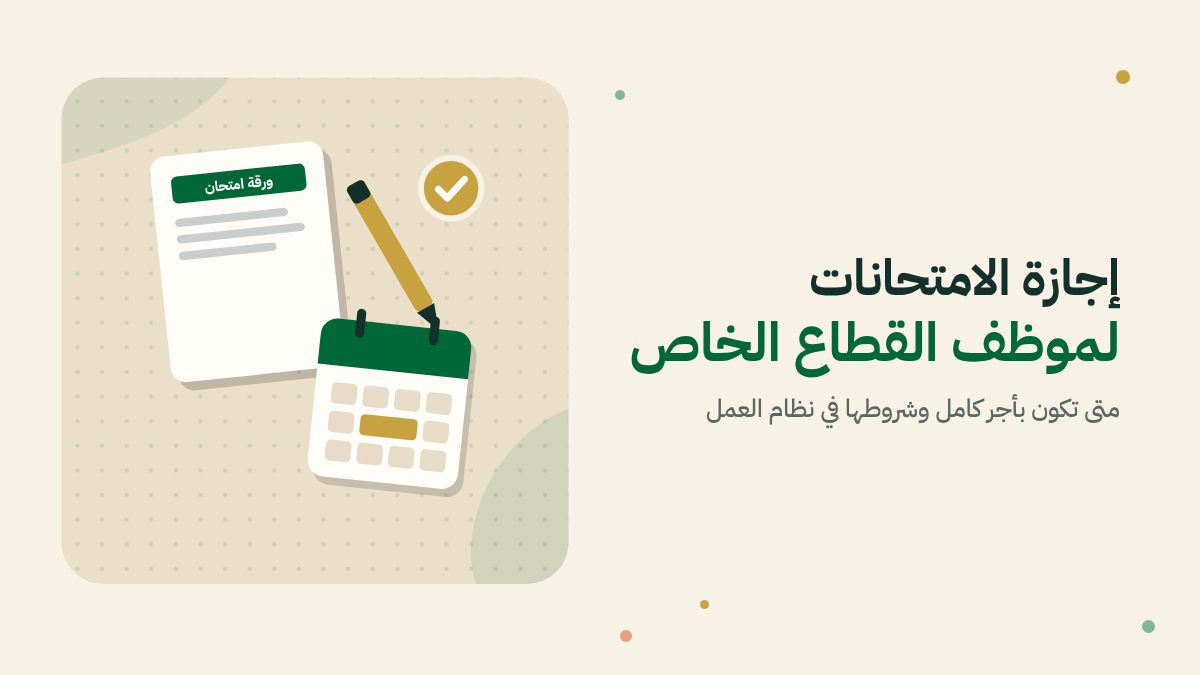 إجازة الامتحانات
لموظف القطاع الخاص
متى تكون بأجر كامل وشروطها في نظام العمل
ورقة امتحان